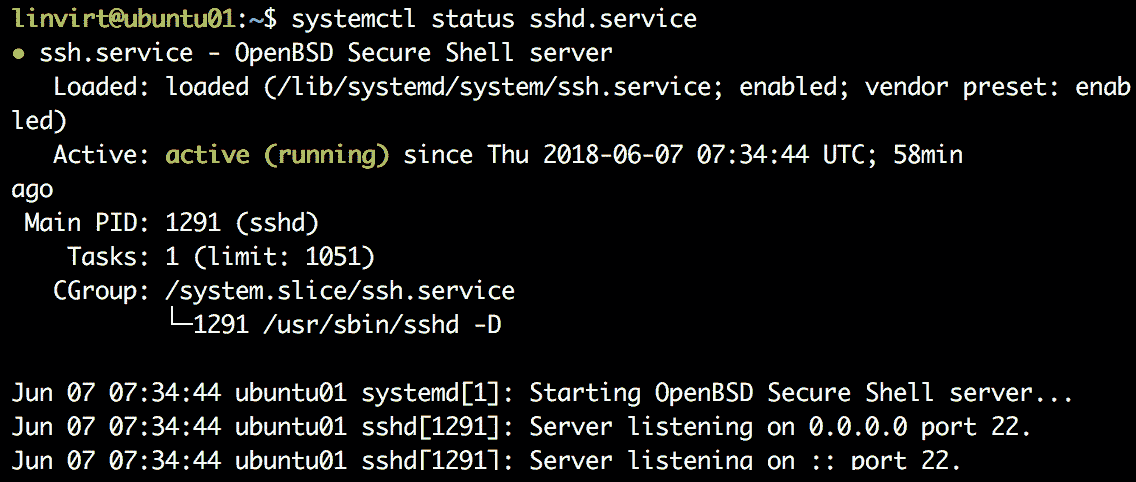 linvirt@ubuntu01:~$ systemctl status sshd.service
● ssh.service - OpenBSD Secure Shell server
   Loaded: loaded (/lib/systemd/system/ssh.service; enabled; vendor preset: enab
led)
   Active: active (running) since Thu 2018-06-07 07:34:44 UTC; 58min
ago
 Main PID: 1291 (sshd)
    Tasks: 1 (limit: 1051)
   CGroup: /system.slice/ssh.service
           └─1291 /usr/sbin/sshd -D

Jun 07 07:34:44 ubuntu01 systemd[1]: Starting OpenBSD Secure Shell server...
Jun 07 07:34:44 ubuntu01 sshd[1291]: Server listening on 0.0.0.0 port 22.
Jun 07 07:34:44 ubuntu01 sshd[1291]: Server listening on :: port 22.